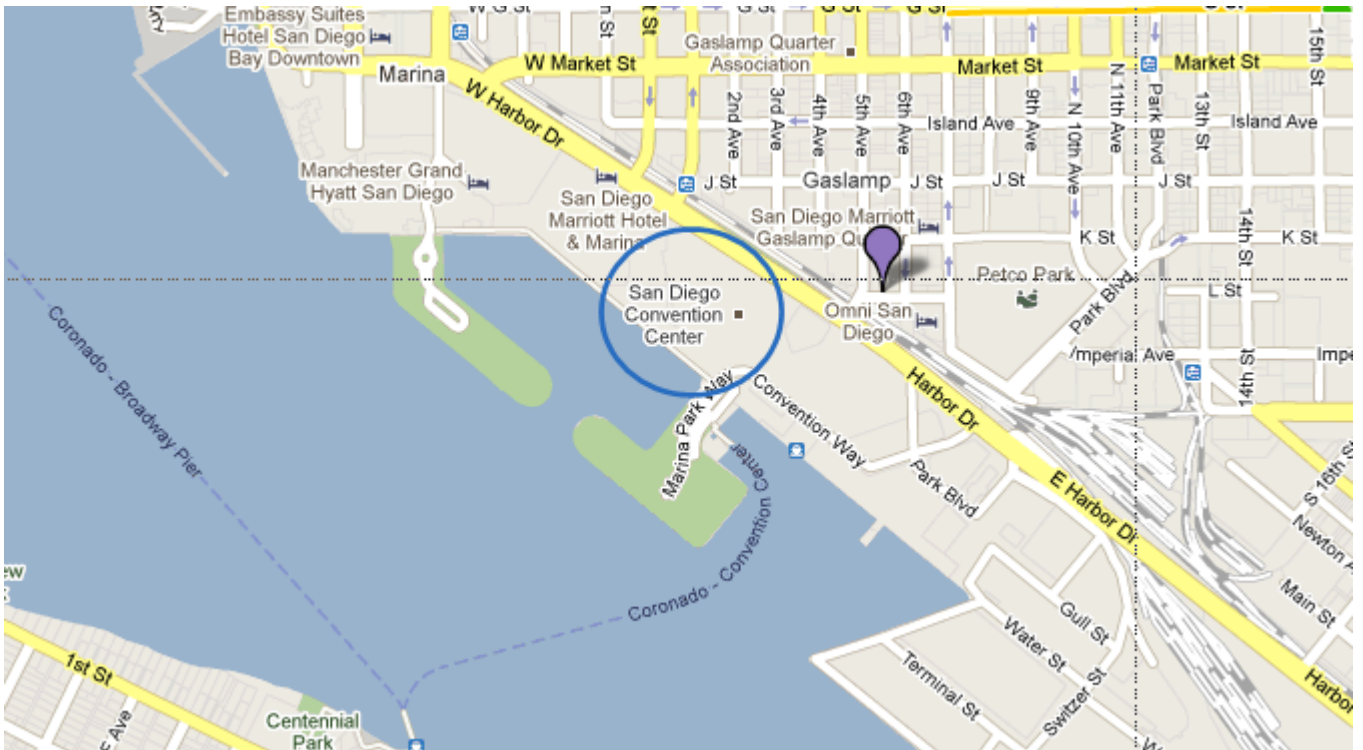 Embassy Suites
Hotel San Diego
Bay Downtown
W G St
G St
G St
G St
Marina
W Market St
Gaslamp Quarter
Association
Market St
Market St
15th St
W Harbor Dr
2nd Ave
3rd Ave
4th Ave
5th Ave
6th Ave
9th Ave
N 10th Ave
N 11th Ave
Park Blvd
13th St
Island Ave
Island Ave
Manchester Grand
Hyatt San Diego
San Diego
Marriott Hotel
& Marina
J St
Gaslamp
J St
J St
J St
San Diego Marriott
Gaslamp
K St
K St
14th St
Petco Park
San Diego
Convention
Center
Omni San
Diego
Park Blvd
L St
Imperial Ave
Impe
14th St
Coronado - Broadway Pier
Marina Park Way
Convention Way
Harbor Dr
Park Blvd
E Harbor Dr
S 16th St
Newton A
Main St
Coronado - Convention Center
Gull St
Water St
Terminal St
Switzer St
Harbor
ew
1st St
Ave
Centennial
Park